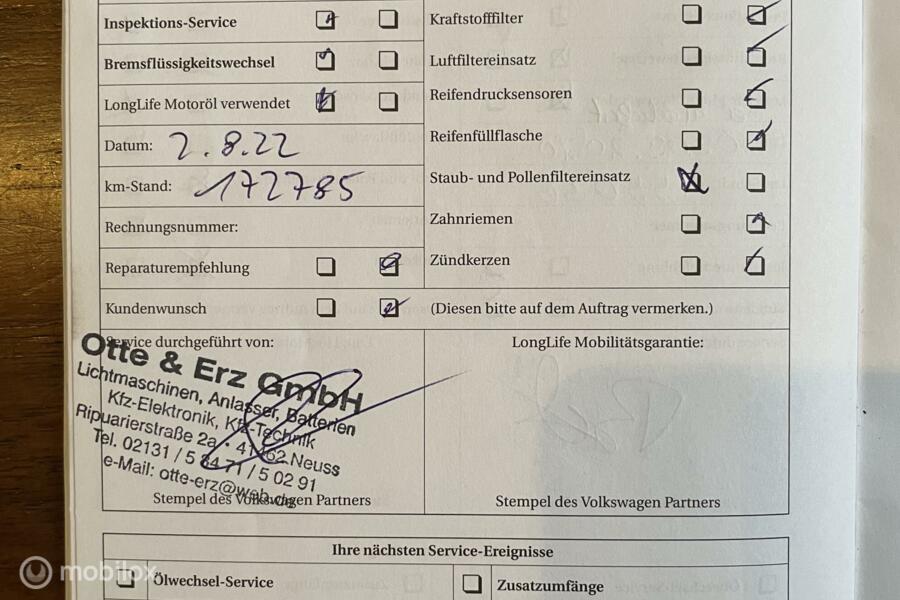 Inspektions-Service
Bremsflüssigkeitswechsel
LongLife Motoröl verwendet
Datum: 2.8.22
km-Stand: 172785
Rechnungsnummer:
Reparaturempfehlung
Kundenwunsch
Kraftstofffilter
Luftfiltereinsatz
Reifendrucksensoren
Reifenfüllflasche
Staub- und Pollenfiltereinsatz
Zahnriemen
Zündkerzen
(Diesen bitte auf dem Auftrag vermerken.)
Service durchgeführt von:
Otte & Erz GmbH
Lichtmaschinen, Anlasser, Batterien
Kfz-Elektronik, Kfz-Technik
Ripuarierstraße 2a • 41462 Neuss
Tel. 02131 / 5 84 71 / 5 02 91
e-Mail: otte-erz@web.de
Stempel des Volkswagen Partners
LongLife Mobilitätsgarantie:
Stempel des Volkswagen Partners
Ihre nächsten Service-Ereignisse
Ölwechsel-Service
Zusatzumfänge
mobilox